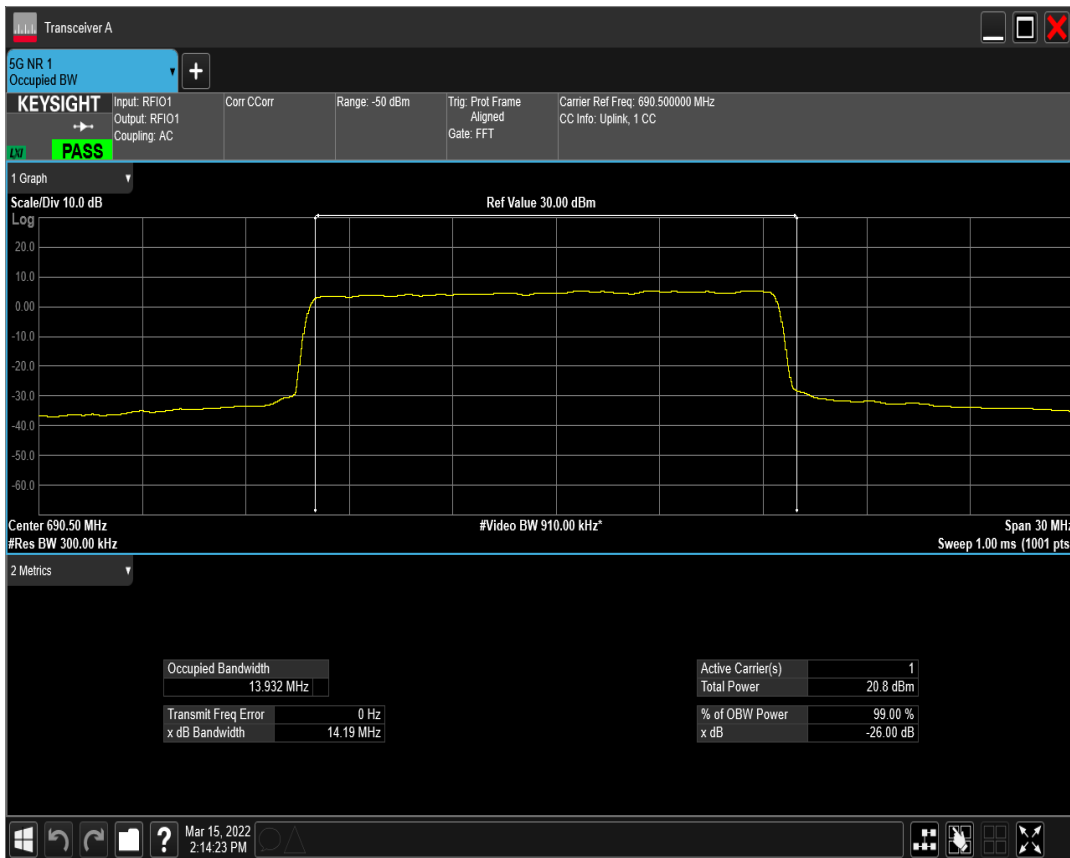 Transceiver A
5G NR 1
Occupied BW
+
KEYSIGHT
LXI
PASS
Input: RFIO1
Output: RFIO1
Coupling: AC
Corr CCorr
Range: -50 dBm
Trig: Prot Frame
Aligned
Gate: FFT
Carrier Ref Freq: 690.500000 MHz
CC Info: Uplink, 1 CC
1 Graph
Scale/Div 10.0 dB
Ref Value 30.00 dBm
Log
20.0
10.0
0.00
-10.0
-20.0
-30.0
-40.0
-50.0
-60.0
Center 690.50 MHz
#Video BW 910.00 kHz*
Span 30 MHz
#Res BW 300.00 kHz
Sweep 1.00 ms (1001 pts
2 Metrics
Occupied Bandwidth
13.932 MHz
Transmit Freq Error 0 Hz
x dB Bandwidth 14.19 MHz
Active Carrier(s) 1
Total Power 20.8 dBm
% of OBW Power 99.00 %
x dB -26.00 dB
?
Mar 15, 2022
2:14:23 PM